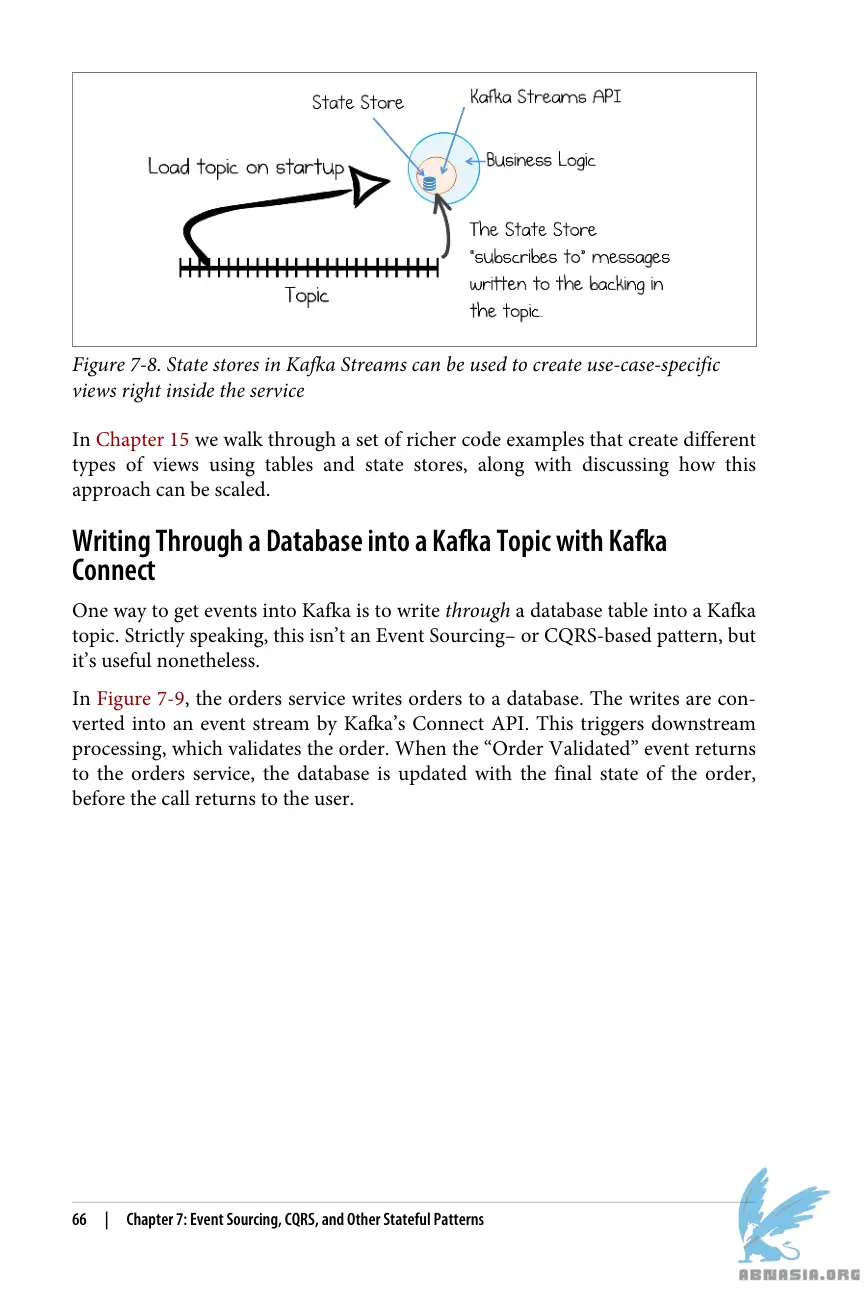 State Store
Kafka Streams API
Load topic on startup
Business Logic
The State Store
“subscribes to” messages
written to the backing in
the topic.
Topic
Figure 7-8. State stores in Kafka Streams can be used to create use-case-specific
views right inside the service
In Chapter 15 we walk through a set of richer code examples that create different
types of views using tables and state stores, along with discussing how this
approach can be scaled.
Writing Through a Database into a Kafka Topic with Kafka
Connect
One way to get events into Kafka is to write through a database table into a Kafka
topic. Strictly speaking, this isn’t an Event Sourcing– or CQRS-based pattern, but
it’s useful nonetheless.
In Figure 7-9, the orders service writes orders to a database. The writes are con-
verted into an event stream by Kafka’s Connect API. This triggers downstream
processing, which validates the order. When the “Order Validated” event returns
to the orders service, the database is updated with the final state of the order,
before the call returns to the user.
66 | Chapter 7: Event Sourcing, CQRS, and Other Stateful Patterns
ABNASIA.ORG